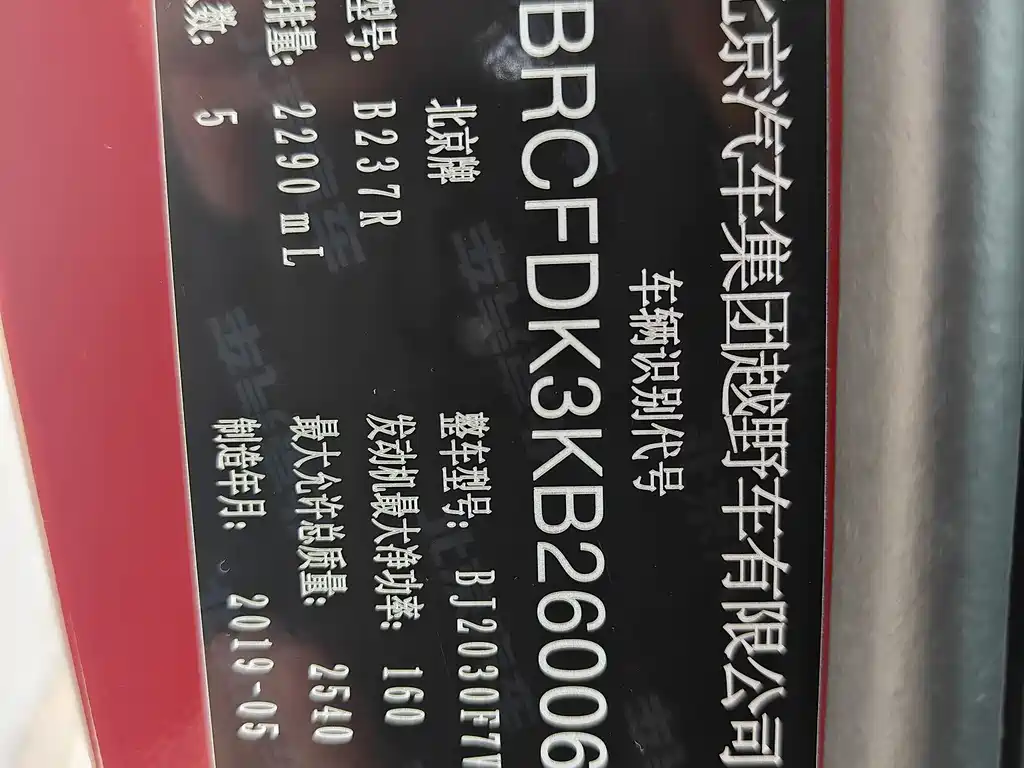 北京汽车集团越野车有限公司
车辆识别代号
BRCFDK3KB26006
北京牌 整车型号: BJ2030F7V
型号: B237R 发动机最大净功率: 160
排量: 2290 mL 最大允许总质量: 2540
数: 5 制造年月: 2019-05